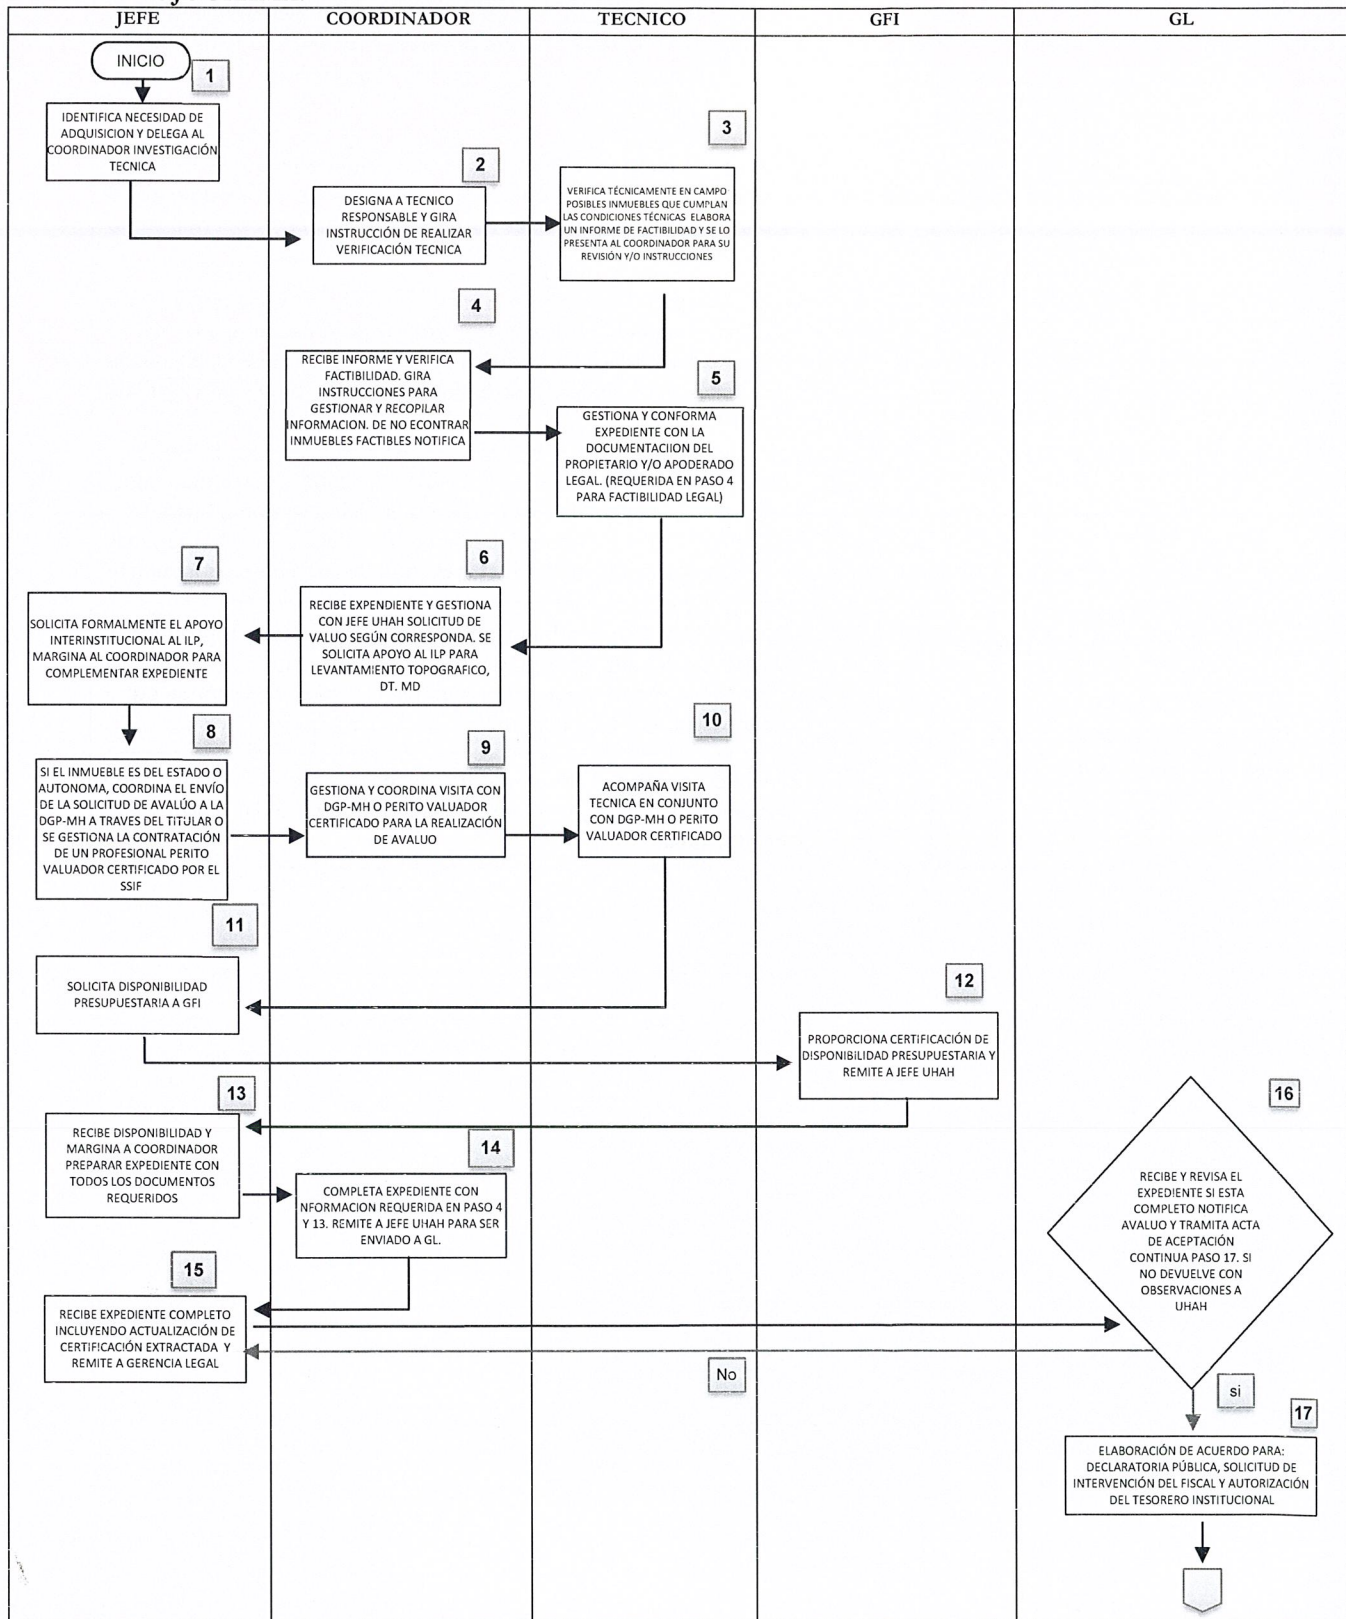 JEFE
COORDINADOR
TECNICO
GFI
GL
INICIO
1
IDENTIFICA NECESIDAD DE
ADQUISICION Y DELEGA AL
COORDINADOR INVESTIGACIÓN
TECNICA
2
DESIGNA A TECNICO
RESPONSABLE Y GIRA
INSTRUCCIÓN DE REALIZAR
VERIFICACIÓN TECNICA
3
VERIFICA TÉCNICAMENTE EN CAMPO
POSIBLES INMUEBLES QUE CUMPLAN
LAS CONDICIONES TÉCNICAS ELABORA
UN INFORME DE FACTIBILIDAD Y SE LO
PRESENTA AL COORDINADOR PARA SU
REVISIÓN Y/O INSTRUCCIONES
4
RECIBE INFORME Y VERIFICA
FACTIBILIDAD. GIRA
INSTRUCCIONES PARA
GESTIONAR Y RECOPILAR
INFORMACION. DE NO ECONTRAR
INMUEBLES FACTIBLES NOTIFICA
5
GESTIONA Y CONFORMA
EXPEDIENTE CON LA
DOCUMENTACIION DEL
PROPIETARIO Y/O APODERADO
LEGAL. (REQUERIDA EN PASO 4
PARA FACTIBILIDAD LEGAL)
6
RECIBE EXPENDIENTE Y GESTIONA
CON JEFE UHAH SOLICITUD DE
VALUO SEGÚN CORRESPONDA. SE
SOLICITA APOYO AL ILP PARA
LEVANTAMIENTO TOPOGRAFICO,
DT. MD
7
SOLICITA FORMALMENTE EL APOYO
INTERINSTITUCIONAL AL ILP,
MARGINA AL COORDINADOR PARA
COMPLEMENTAR EXPEDIENTE
8
SI EL INMUEBLE ES DEL ESTADO O
AUTONOMA, COORDINA EL ENVÍO
DE LA SOLICITUD DE AVALÚO A LA
DGP-MH A TRAVES DEL TITULAR O
SE GESTIONA LA CONTRATACIÓN
DE UN PROFESIONAL PERITO
VALUADOR CERTIFICADO POR EL
SSIF
9
GESTIONA Y COORDINA VISITA CON
DGP-MH O PERITO VALUADOR
CERTIFICADO PARA LA REALIZACIÓN
DE AVALUO
10
ACOMPAÑA VISITA
TECNICA EN CONJUNTO
CON DGP-MH O PERITO
VALUADOR CERTIFICADO
11
SOLICITA DISPONIBILIDAD
PRESUPUESTARIA A GFI
12
PROPORCIONA CERTIFICACIÓN DE
DISPONIBILIDAD PRESUPUESTARIA Y
REMITE A JEFE UHAH
13
RECIBE DISPONIBILIDAD Y
MARGINA A COORDINADOR
PREPARAR EXPEDIENTE CON
TODOS LOS DOCUMENTOS
REQUERIDOS
14
COMPLETA EXPEDIENTE CON
NFORMACION REQUERIDA EN PASO 4
Y 13. REMITE A JEFE UHAH PARA SER
ENVIADO A GL.
15
RECIBE EXPEDIENTE COMPLETO
INCLUYENDO ACTUALIZACIÓN DE
CERTIFICACIÓN EXTRACTADA Y
REMITE A GERENCIA LEGAL
16
RECIBE Y REVISA EL
EXPEDIENTE SI ESTA
COMPLETO NOTIFICA
AVALUO Y TRAMITA ACTA
DE ACEPTACIÓN
CONTINUA PASO 17. SI
NO DEVUELVE CON
OBSERVACIONES A
UHAH
No
si
17
ELABORACIÓN DE ACUERDO PARA:
DECLARATORIA PÚBLICA, SOLICITUD DE
INTERVENCIÓN DEL FISCAL Y AUTORIZACIÓN
DEL TESORERO INSTITUCIONAL